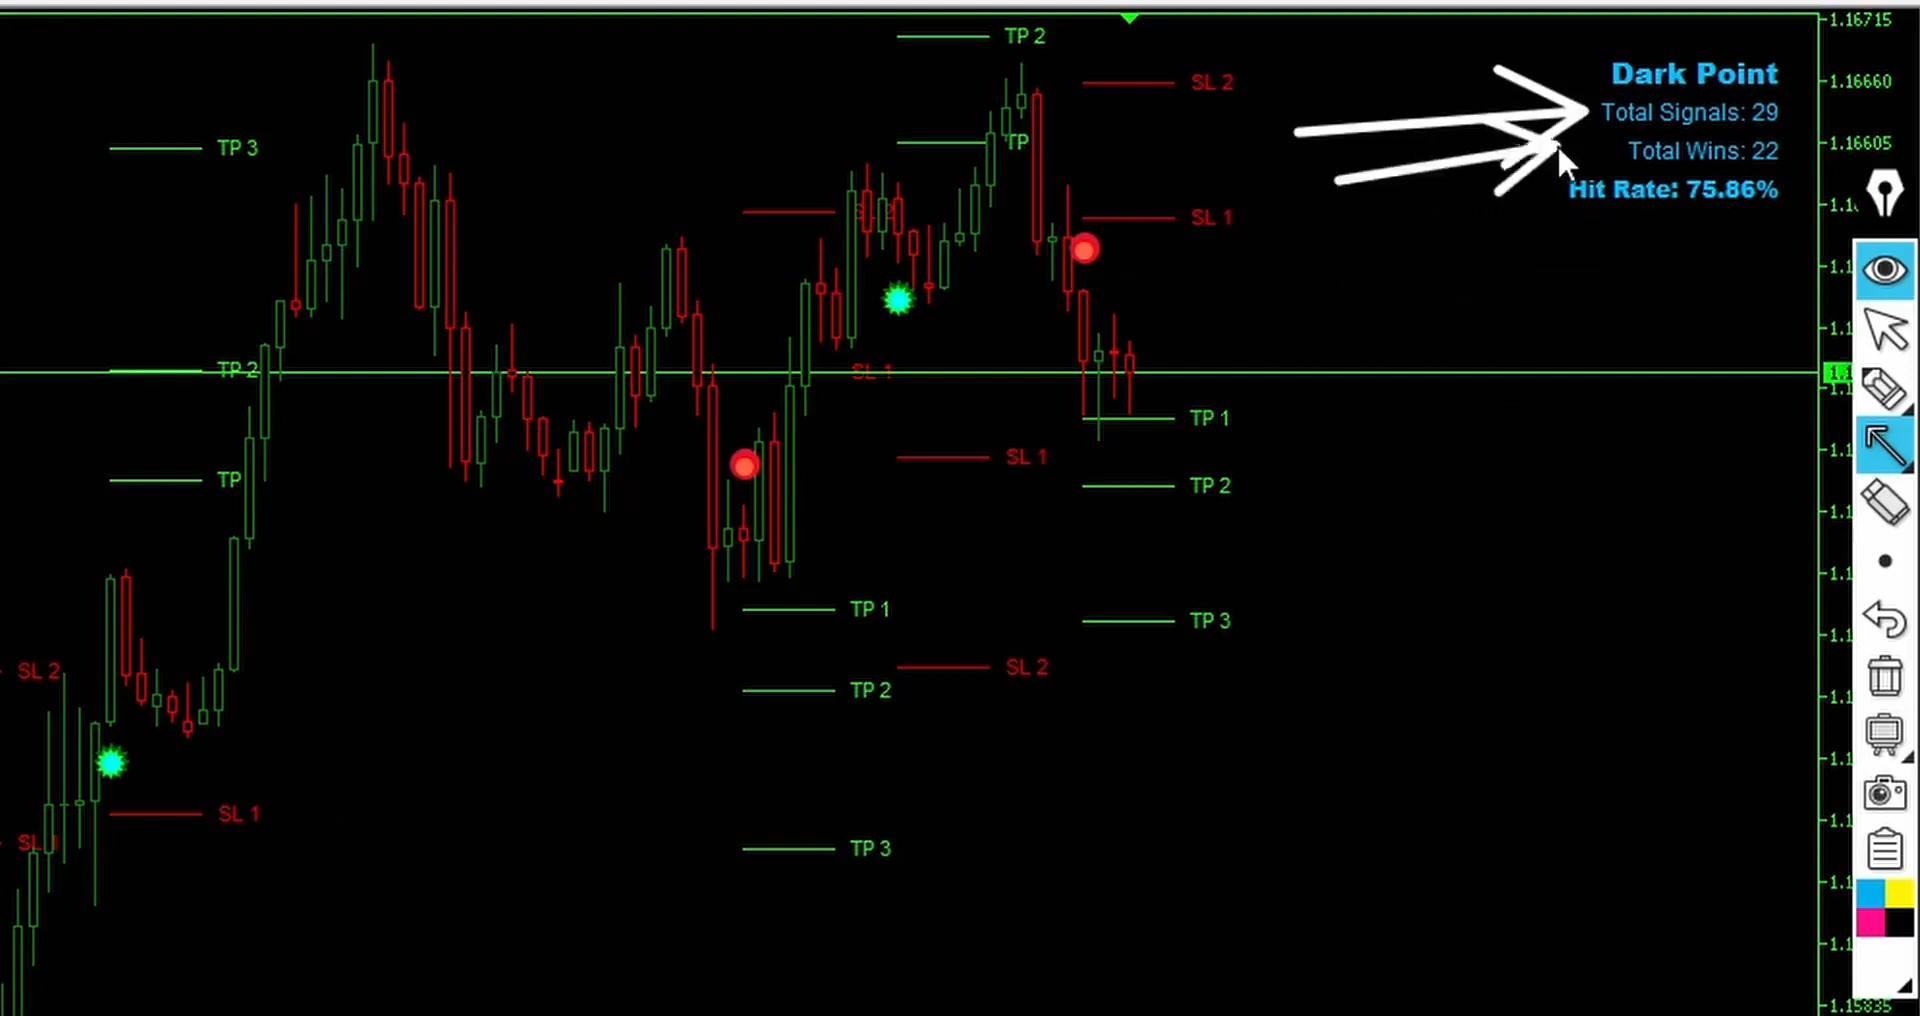 1.16715
TP 2
Dark Point
SL 2
1.16660
Total Signals: 29
TP
1.16605
TP 3
Total Wins: 22
Hit Rate: 75.86%
SL 1
TP 2
SL 1
TP 1
SL 1
TP
TP 2
TP 1
TP 3
SL 2
SL 2
TP 2
SL 1
TP 3
1.15835